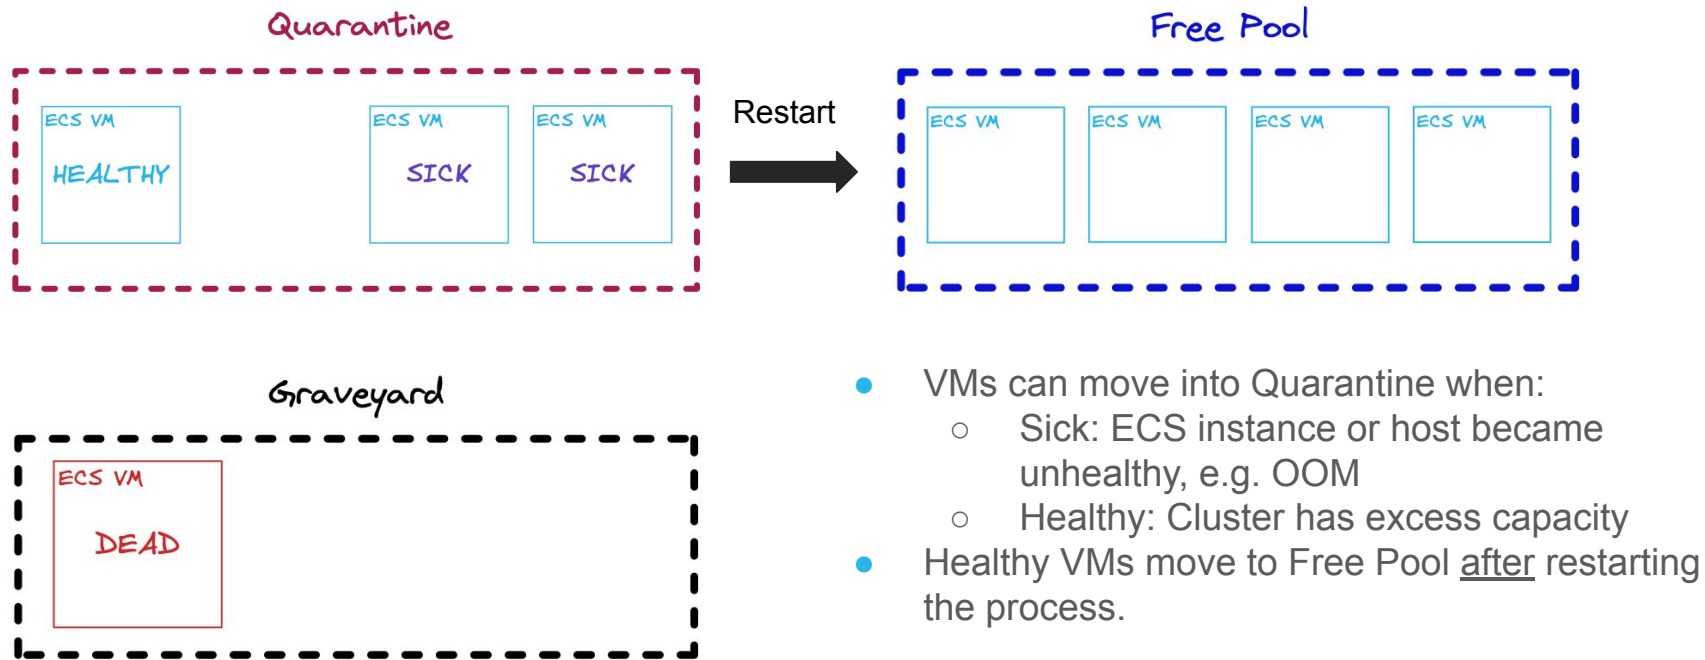 Quarantine
ECS VM
HEALTHY
ECS VM
SICK
ECS VM
SICK
Restart
Free Pool
ECS VM
ECS VM
ECS VM
ECS VM
Graveyard
ECS VM
DEAD
● VMs can move into Quarantine when:
○ Sick: ECS instance or host became
unhealthy, e.g. OOM
○ Healthy: Cluster has excess capacity
● Healthy VMs move to Free Pool after restarting
the process.